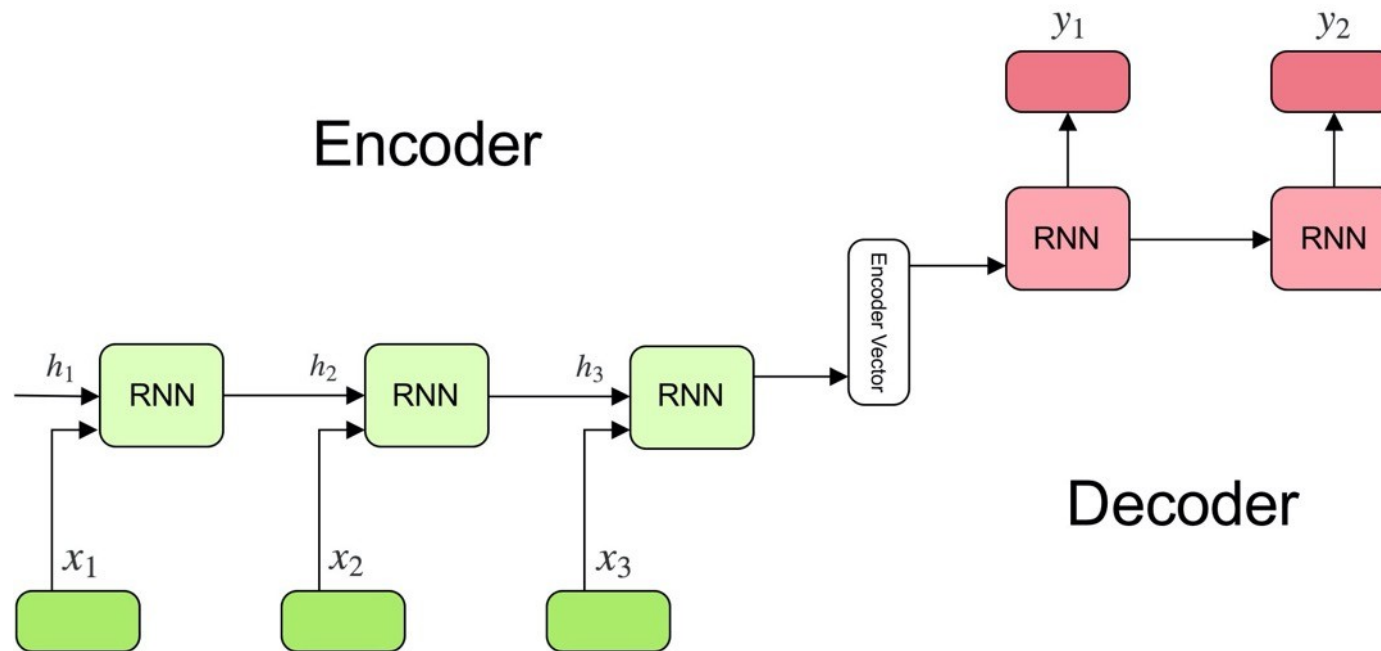 y₁
y₂
Encoder
RNN
RNN
Encoder Vector
h₁
RNN
h₂
RNN
h₃
RNN
Decoder
x₁
x₂
x₃